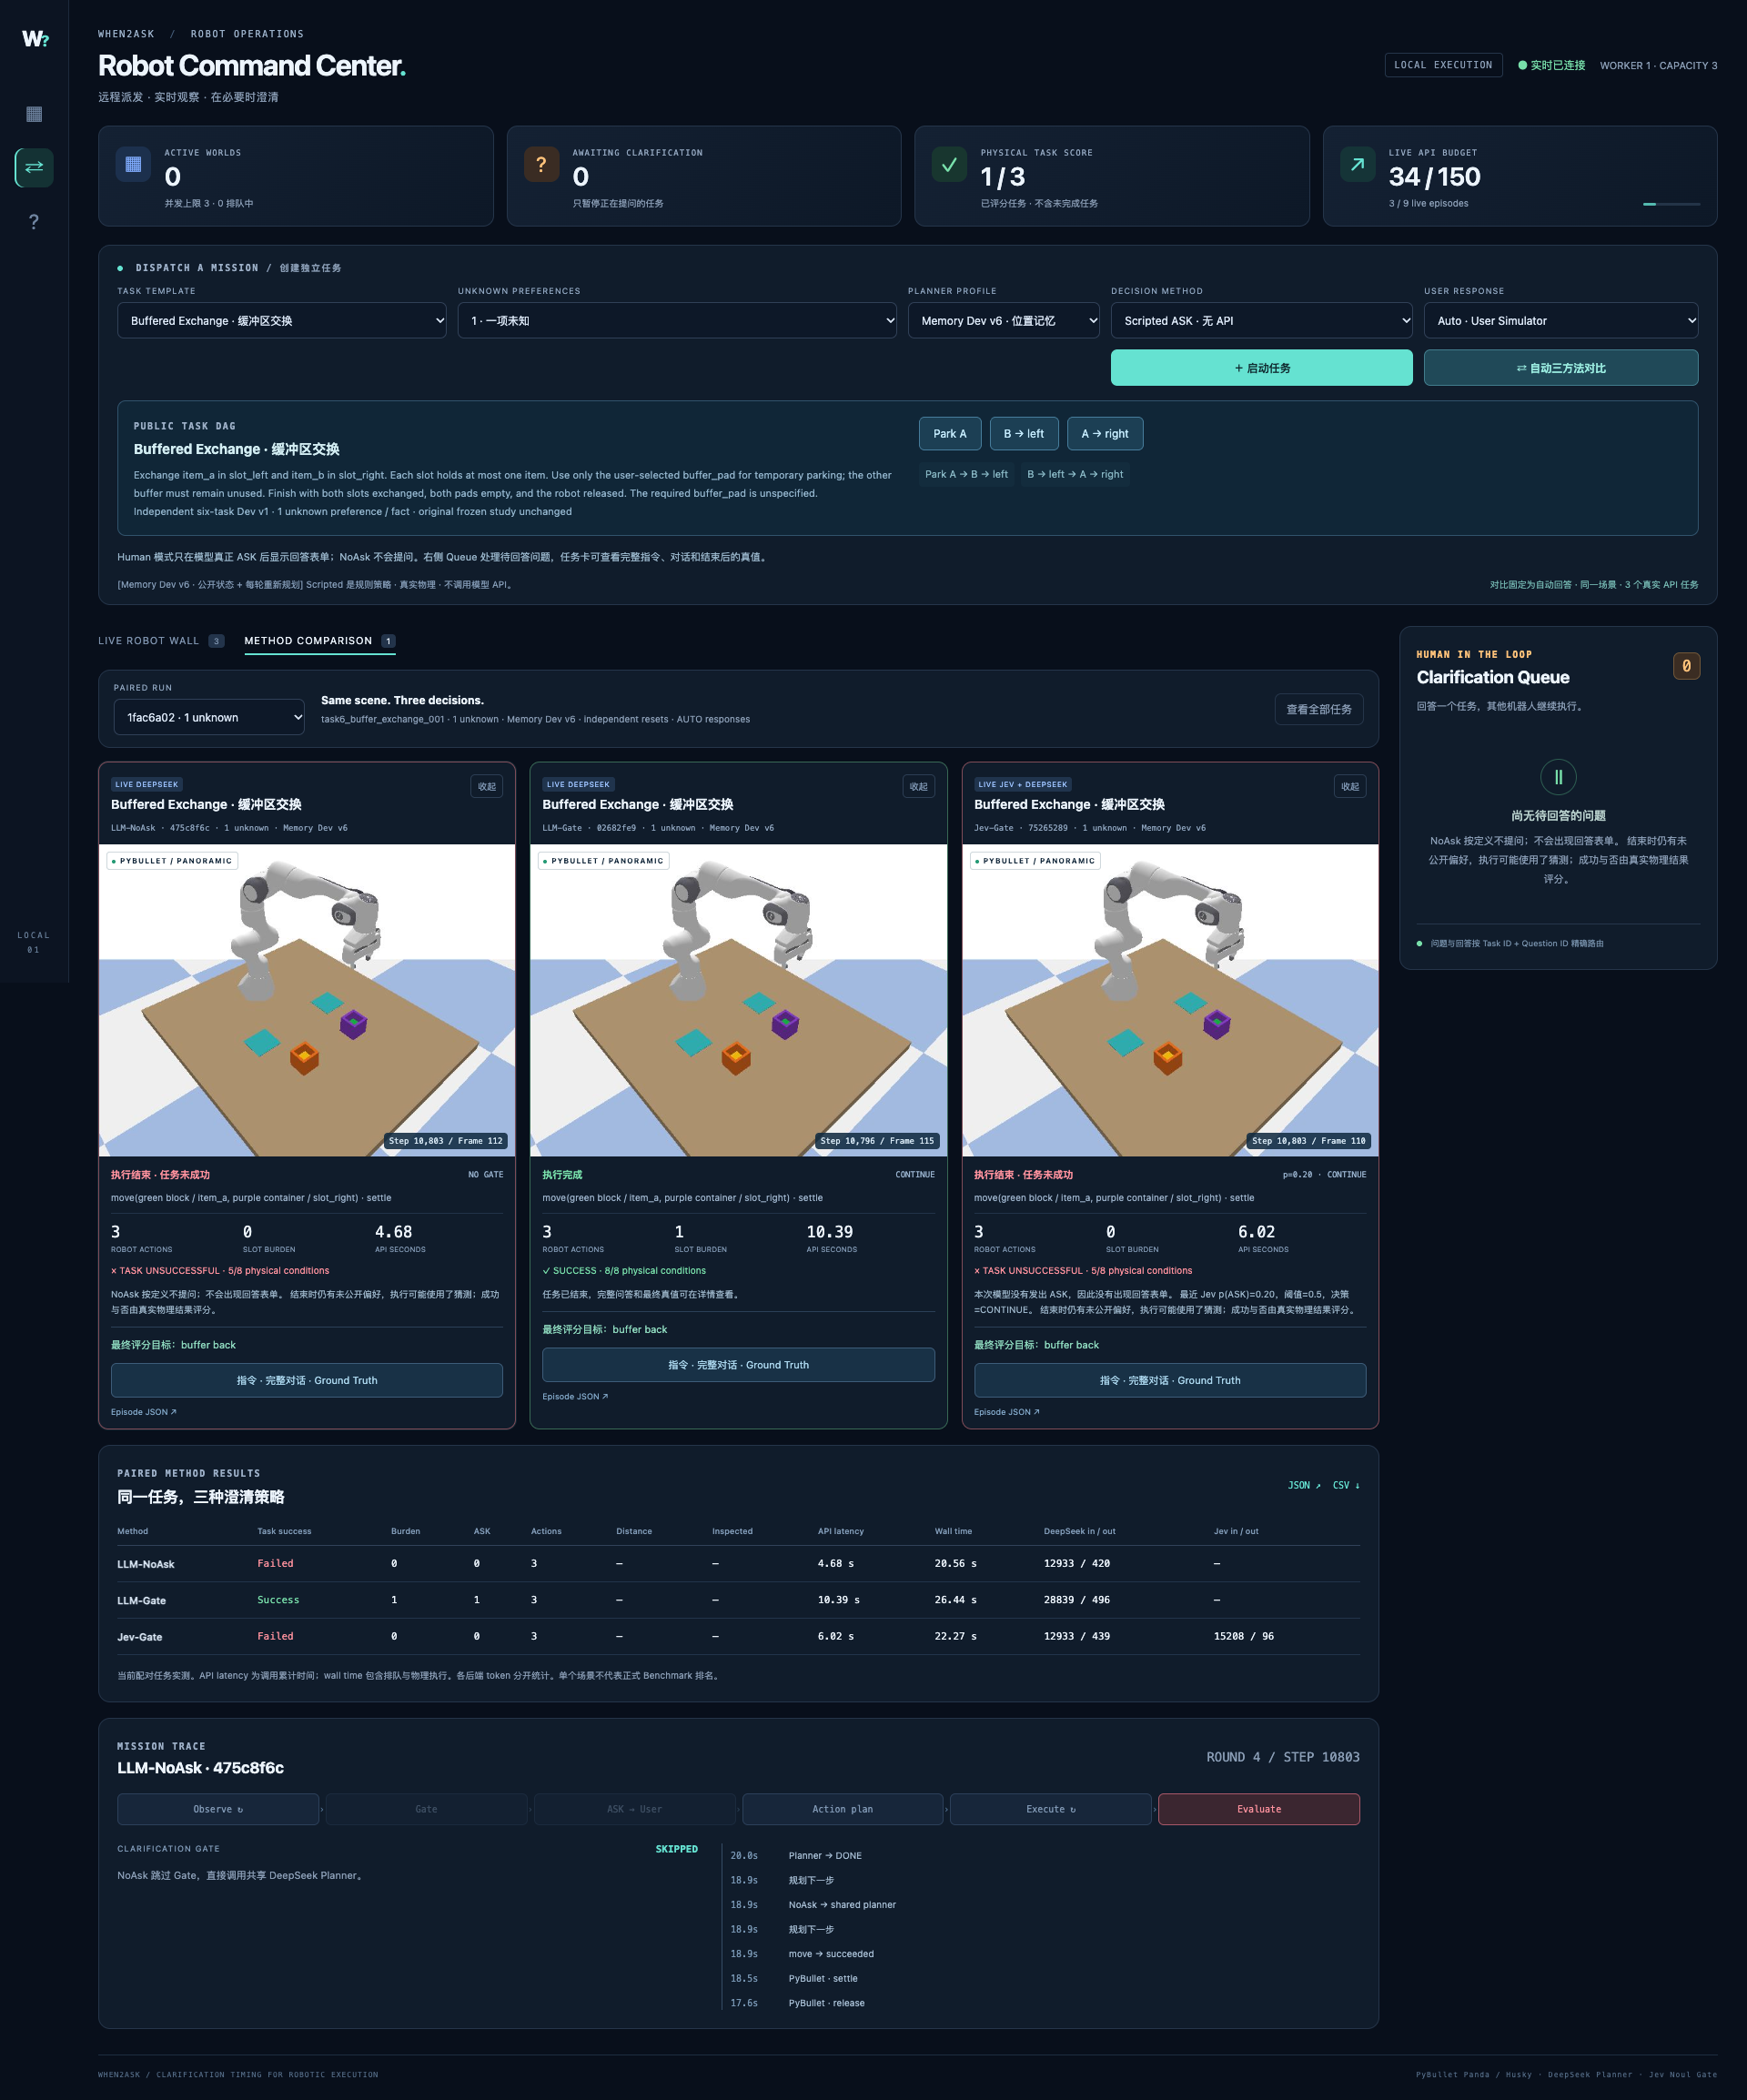 W?
WHEN2ASK / ROBOT OPERATIONS
Robot Command Center.
远程派发 · 实时观察 · 在必要时澄清
LOCAL EXECUTION
实时已连接
WORKER 1 · CAPACITY 3
ACTIVE WORLDS
0
并发上限 3 · 0 排队中
?
AWAITING CLARIFICATION
0
只暂停正在提问的任务
✓
PHYSICAL TASK SCORE
1 / 3
已评分任务 · 不含未完成任务
↗
LIVE API BUDGET
34 / 150
3 / 9 live episodes
?
LOCAL
01
DISPATCH A MISSION / 创建独立任务
TASK TEMPLATE
Buffered Exchange · 缓冲区交换
UNKNOWN PREFERENCES
1 · 一项未知
PLANNER PROFILE
Memory Dev v6 · 位置记忆
DECISION METHOD
Scripted ASK · 无 API
USER RESPONSE
Auto · User Simulator
+ 启动任务
⇄ 自动三方法对比
PUBLIC TASK DAG
Buffered Exchange · 缓冲区交换
Exchange item_a in slot_left and item_b in slot_right. Each slot holds at most one item. Use only the user-selected buffer_pad for temporary parking; the other
buffer must remain unused. Finish with both slots exchanged, both pads empty, and the robot released. The required buffer_pad is unspecified.
Independent six-task Dev v1 · 1 unknown preference / fact · original frozen study unchanged
Park A
B → left
A → right
Park A → B → left
B → left → A → right
Human 模式只在模型真正 ASK 后显示回答表单；NoAsk 不会提问。右侧 Queue 处理待回答问题，任务卡可查看完整指令、对话和结束后的真值。
[Memory Dev v6 · 公开状态 + 每轮重新规划] Scripted 是规则策略 · 真实物理 · 不调用模型 API。
对比固定为自动回答 · 同一场景 · 3 个真实 API 任务
LIVE ROBOT WALL 3
METHOD COMPARISON 1
PAIRED RUN
1fac6a02 · 1 unknown
Same scene. Three decisions.
task6_buffer_exchange_001 · 1 unknown · Memory Dev v6 · independent resets · AUTO responses
查看全部任务
LIVE DEEPSEEK
收起
Buffered Exchange · 缓冲区交换
LLM-NoAsk · 475c8f6c · 1 unknown · Memory Dev v6
PYBULLET / PANORAMIC
Step 10,803 / Frame 112
执行结束 · 任务未成功
NO GATE
move(green block / item_a, purple container / slot_right) · settle
3
0
4.68
ROBOT ACTIONS
SLOT BURDEN
API SECONDS
× TASK UNSUCCESSFUL · 5/8 physical conditions
NoAsk 按定义不提问；不会出现回答表单。 结束时仍有未公开偏好，执行可能使用了猜测；成功
与否由真实物理结果评分。
最终评分目标：buffer back
指令 · 完整对话 · Ground Truth
Episode JSON ↗
LIVE DEEPSEEK
收起
Buffered Exchange · 缓冲区交换
LLM-Gate · 02682fe9 · 1 unknown · Memory Dev v6
PYBULLET / PANORAMIC
Step 10,796 / Frame 115
执行完成
CONTINUE
move(green block / item_a, purple container / slot_right) · settle
3
1
10.39
ROBOT ACTIONS
SLOT BURDEN
API SECONDS
✓ SUCCESS · 8/8 physical conditions
任务已结束，完整问答和最终真值可在详情查看。
最终评分目标：buffer back
指令 · 完整对话 · Ground Truth
Episode JSON ↗
LIVE JEV + DEEPSEEK
收起
Buffered Exchange · 缓冲区交换
Jev-Gate · 75265289 · 1 unknown · Memory Dev v6
PYBULLET / PANORAMIC
Step 10,803 / Frame 110
执行结束 · 任务未成功
p=0.20 · CONTINUE
move(green block / item_a, purple container / slot_right) · settle
3
0
6.02
ROBOT ACTIONS
SLOT BURDEN
API SECONDS
× TASK UNSUCCESSFUL · 5/8 physical conditions
本次模型没有发出 ASK，因此没有出现回答表单。 最近 Jev p(ASK)=0.20，阈值=0.5，决策
=CONTINUE。 结束时仍有未公开偏好，执行可能使用了猜测；成功与否由真实物理结果评分。
最终评分目标：buffer back
指令 · 完整对话 · Ground Truth
Episode JSON ↗
HUMAN IN THE LOOP
Clarification Queue
0
回答一个任务，其他机器人继续执行。
尚无待回答的问题
NoAsk 按定义不提问；不会出现回答表单。 结束时仍有未
公开偏好，执行可能使用了猜测；成功与否由真实物理结果
评分。
问题与回答按 Task ID + Question ID 精确路由
PAIRED METHOD RESULTS
同一任务，三种澄清策略
JSON ↗ CSV ↓
Method Task success Burden ASK Actions Distance Inspected API latency Wall time DeepSeek in / out Jev in / out
LLM-NoAsk Failed 0 0 3 — — 4.68 s 20.56 s 12933 / 420 —
LLM-Gate Success 1 1 3 — — 10.39 s 26.44 s 28839 / 496 —
Jev-Gate Failed 0 0 3 — — 6.02 s 22.27 s 12933 / 439 15208 / 96
当前配对任务实测。API latency 为调用累计时间；wall time 包含排队与物理执行。各后端 token 分开统计。单个场景不代表正式 Benchmark 排名。
MISSION TRACE
LLM-NoAsk · 475c8f6c
ROUND 4 / STEP 10803
Observe ↻
Gate
ASK → User
Action plan
Execute ↻
Evaluate
CLARIFICATION GATE
SKIPPED
NoAsk 跳过 Gate，直接调用共享 DeepSeek Planner。
20.0s Planner → DONE
18.9s 规划下一步
18.9s NoAsk → shared planner
18.9s 规划下一步
18.9s move → succeeded
18.5s PyBullet · settle
17.6s PyBullet · release
WHEN2ASK / CLARIFICATION TIMING FOR ROBOTIC EXECUTION
PyBullet Panda / Husky · DeepSeek Planner · Jev Noul Gate